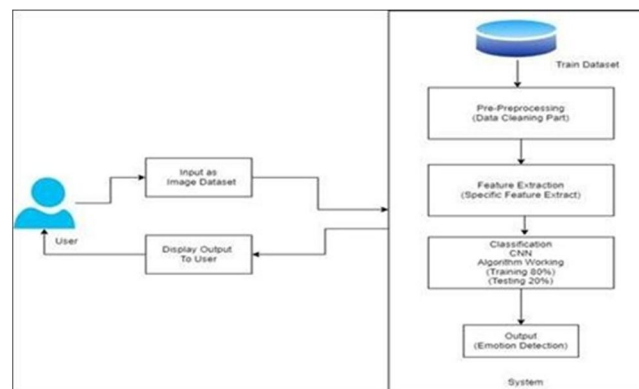 Train Dataset
Pre-Preprocessing
(Data Cleaning Part)
Input as
Image Dataset
Feature Extraction
(Specific Feature Extract)
User
Display Output
To User
Classification
CNN
Algorithm Working
(Training 80%)
(Testing 20%)
Output
(Emotion Detection)
System